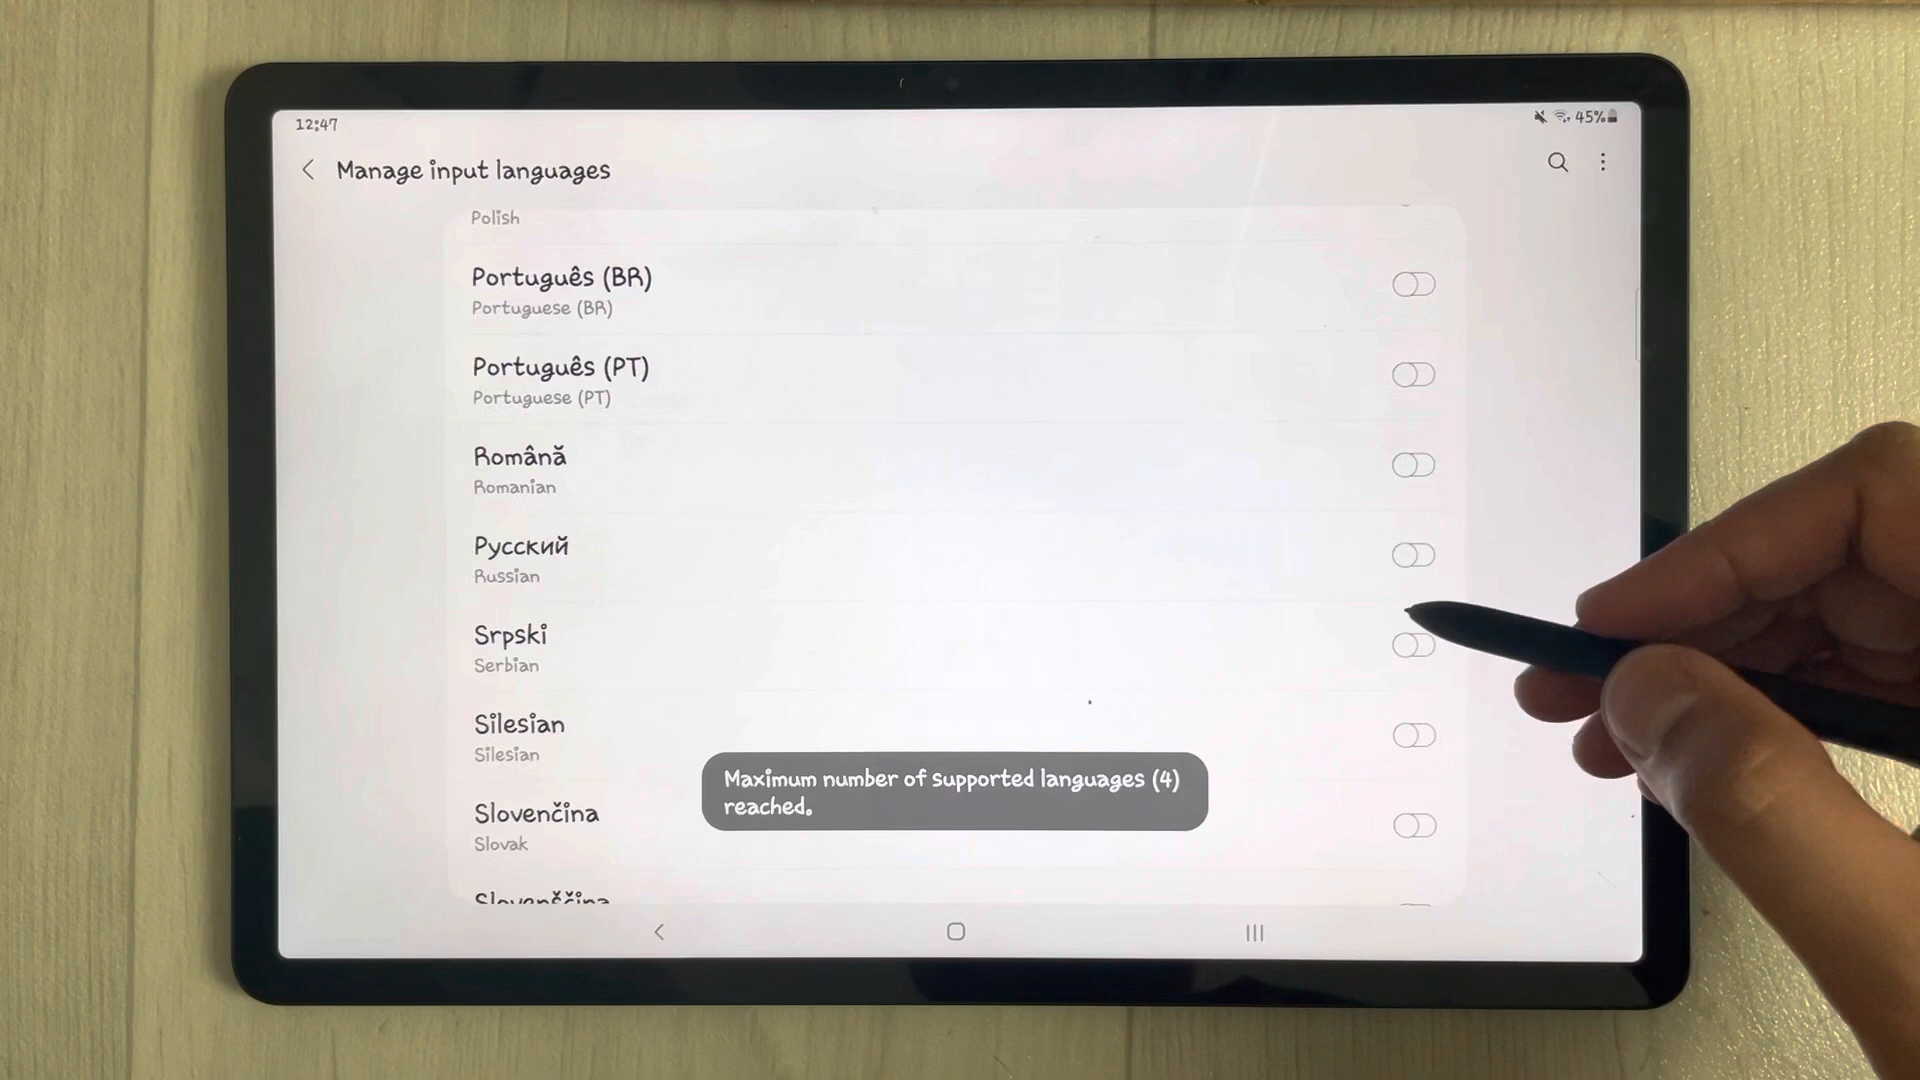 12:47
45%
Manage input languages
Polish
Português (BR)
Portuguese (BR)
Português (PT)
Portuguese (PT)
Română
Romanian
Русский
Russian
Srpski
Serbian
Silesian
Silesian
Maximum number of supported languages (4)
reached.
Slovenčina
Slovak
Slovenščina